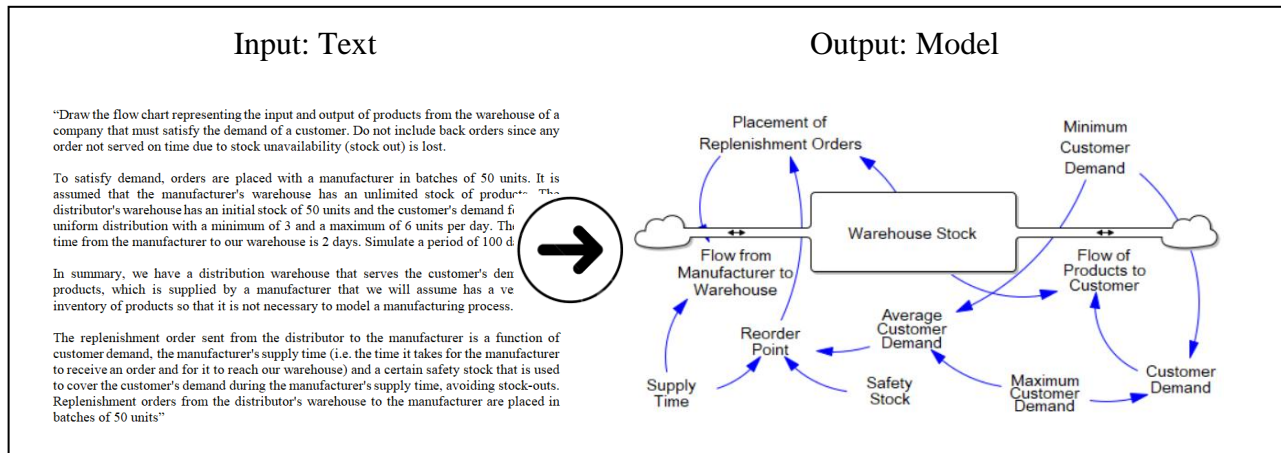 Input: Text
Output: Model
“Draw the flow chart representing the input and output of products from the warehouse of a
company that must satisfy the demand of a customer. Do not include back orders since any
order not served on time due to stock unavailability (stock out) is lost.
To satisfy demand, orders are placed with a manufacturer in batches of 50 units. It is
assumed that the manufacturer's warehouse has an unlimited stock of products. The
distributor's warehouse has an initial stock of 50 units and the customer's demand
uniform distribution with a minimum of 3 and a maximum of 6 units per day.
time from the manufacturer to our warehouse is 2 days. Simulate a period of 100
In summary, we have a distribution warehouse that serves the customer's
products, which is supplied by a manufacturer that we will assume has a
inventory of products so that it is not necessary to model a manufacturing process.
The replenishment order sent from the distributor to the manufacturer is a function of
customer demand, the manufacturer's supply time (i.e. the time it takes for the manufacturer
to receive an order and for it to reach our warehouse) and a certain safety stock that is used
to cover the customer's demand during the manufacturer's supply time, avoiding stock-outs.
Replenishment orders from the distributor's warehouse to the manufacturer are placed in
batches of 50 units”
Placement of
Replenishment Orders
Minimum
Customer
Demand
Warehouse Stock
Flow from
Manufacturer to
Warehouse
Flow of
Products to
Customer
Reorder
Point
Average
Customer
Demand
Supply
Time
Safety
Stock
Maximum
Customer
Demand
Customer
Demand